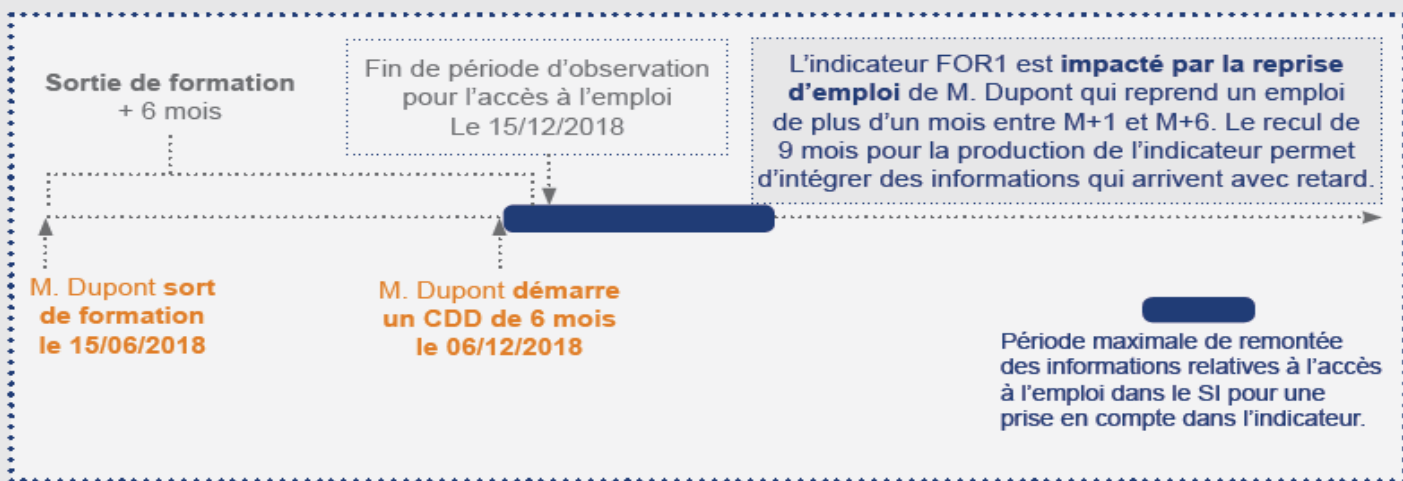 Sortie de formation
+ 6 mois
Fin de période d’observation
pour l’accès à l’emploi
Le 15/12/2018
L’indicateur FOR1 est impacté par la reprise
d’emploi de M. Dupont qui reprend un emploi
de plus d’un mois entre M+1 et M+6. Le recul de
9 mois pour la production de l’indicateur permet
d’intégrer des informations qui arrivent avec retard.
M. Dupont sort
de formation
le 15/06/2018
M. Dupont démarre
un CDD de 6 mois
le 06/12/2018
Période maximale de remontée
des informations relatives à l’accès
à l’emploi dans le SI pour une
prise en compte dans l’indicateur.